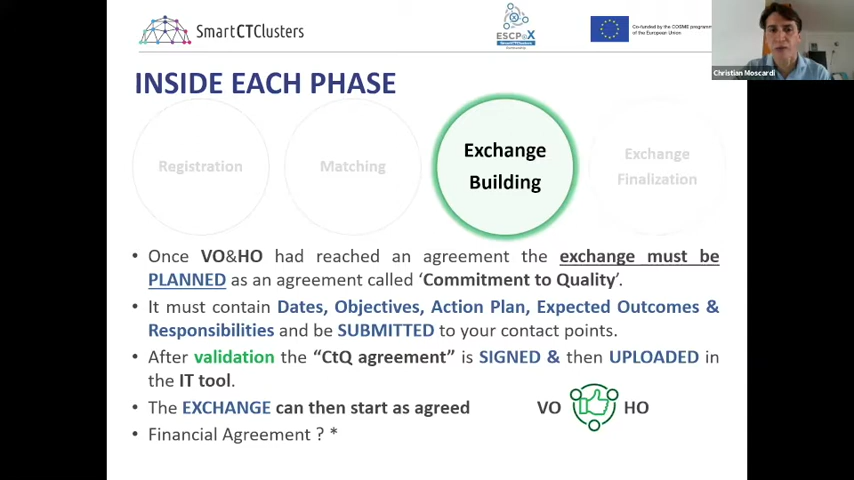 SmartCTClusters
ESCP@X
SmartCTClusters
Co-funded by the COSME programm
of the European Union
Christian Moscardi
INSIDE EACH PHASE
Registration
Matching
Exchange
Building
Exchange
Finalization
• Once VO&HO had reached an agreement the exchange must be
PLANNED as an agreement called ‘Commitment to Quality’.
• It must contain Dates, Objectives, Action Plan, Expected Outcomes &
Responsibilities and be SUBMITTED to your contact points.
• After validation the “CtQ agreement” is SIGNED & then UPLOADED in
the IT tool.
• The EXCHANGE can then start as agreed
VO HO
• Financial Agreement ? *